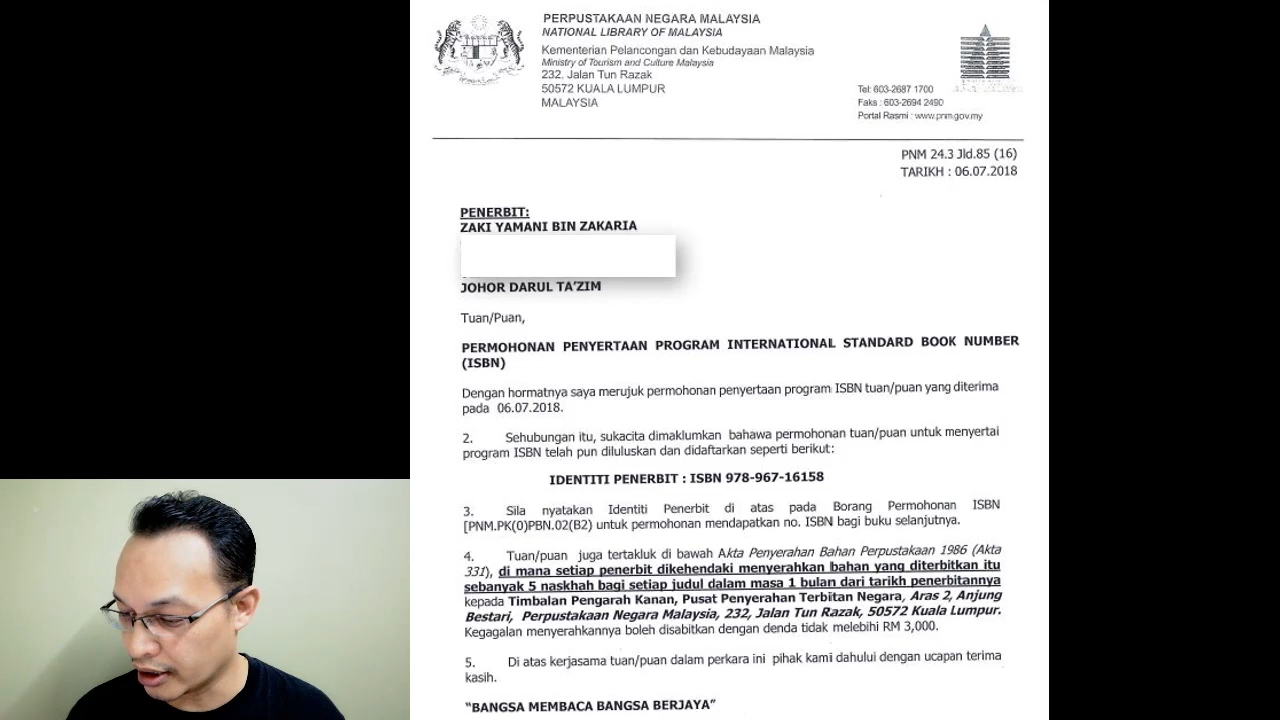 PERPUSTAKAAN NEGARA MALAYSIA
NATIONAL LIBRARY OF MALAYSIA
Kementerian Pelancongan dan Kebudayaan Malaysia
Ministry of Tourism and Culture Malaysia
232, Jalan Tun Razak
50572 KUALA LUMPUR
MALAYSIA
Tel: 603-2687 1700
Faks : 603-2694 2490
Portal Rasmi : www.pnm.gov.my
PNM 24.3 Jld.85 (16)
TARIKH : 06.07.2018
PENERBIT:
ZAKI YAMANI BIN ZAKARIA
JOHOR DARUL TA'ZIM
Tuan/Puan,
PERMOHONAN PENYERTAAN PROGRAM INTERNATIONAL STANDARD BOOK NUMBER
(ISBN)
Dengan hormatnya saya merujuk permohonan penyertaan program ISBN tuan/puan yang diterima
pada 06.07.2018.
2. Sehubungan itu, sukacita dimaklumkan bahawa permohonan tuan/puan untuk menyertai
program ISBN telah pun diluluskan dan didaftarkan seperti berikut:
IDENTITI PENERBIT : ISBN 978-967-16158
3. Sila nyatakan Identiti Penerbit di atas pada Borang Permohonan ISBN
[PNM.PK(0)PBN.02(B2) untuk permohonan mendapatkan no. ISBN bagi buku selanjutnya.
4. Tuan/puan juga tertakluk di bawah Akta Penyerahan Bahan Perpustakaan 1986 (Akta
331), di mana setiap penerbit dikehendaki menyerahkan bahan yang diterbitkan itu
sebanyak 5 naskhah bagi setiap judul dalam masa 1 bulan dari tarikh penerbitannya
kepada Timbalan Pengarah Kanan, Pusat Penyerahan Terbitan Negara, Aras 2, Anjung
Bestari, Perpustakaan Negara Malaysia, 232, Jalan Tun Razak, 50572 Kuala Lumpur.
Kegagalan menyerahkannya boleh disabitkan dengan denda tidak melebihi RM 3,000.
5. Di atas kerjasama tuan/puan dalam perkara ini pihak kami dahului dengan ucapan terima
kasih.
"BANGSA MEMBACA BANGSA BERJAYA"